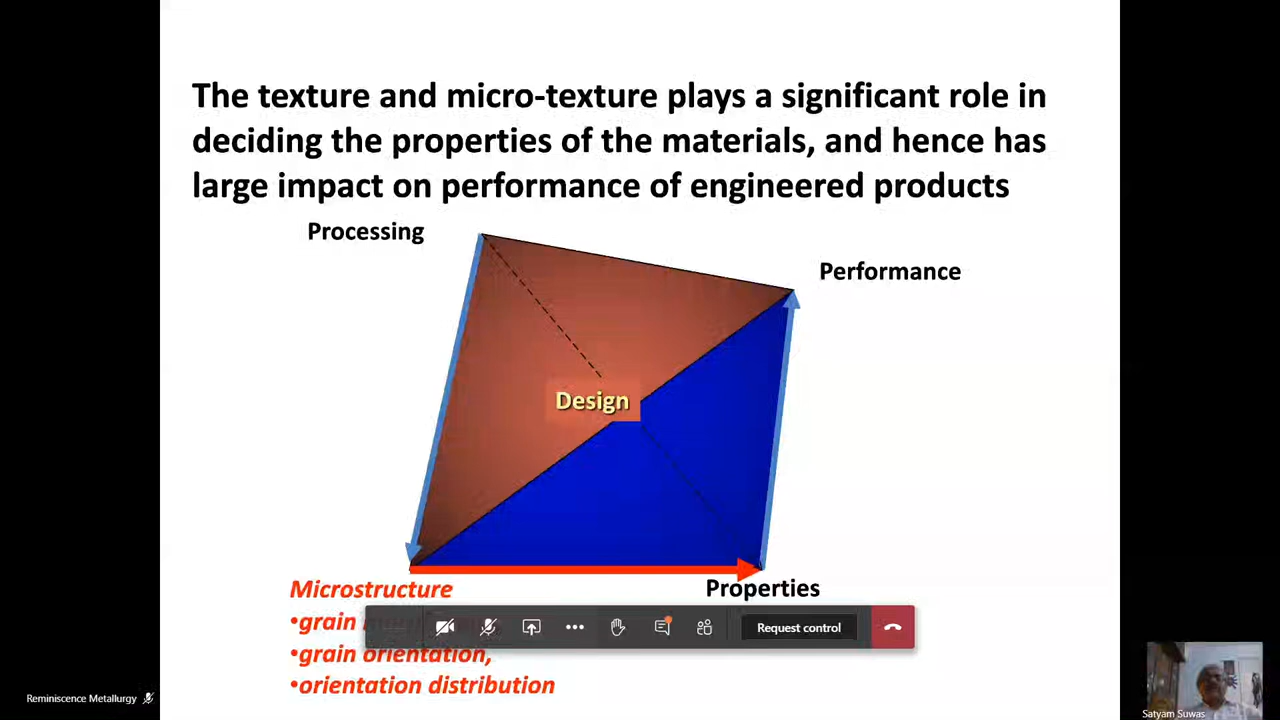 The texture and micro-texture plays a significant role in
deciding the properties of the materials, and hence has
large impact on performance of engineered products
Processing
Performance
Design
Microstructure
Properties
•grain
Request control
•grain orientation,
•orientation distribution
Reminiscence Metallurgy
Satyam Suwas